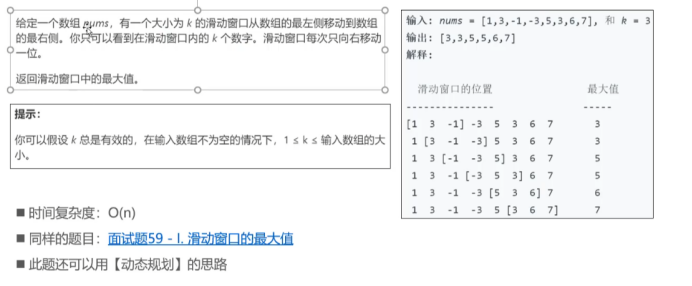 给定一个数组 nums，有一个大小为 k 的滑动窗口从数组的最左侧移动到数组
的最右侧。你只可以看到在滑动窗口内的 k 个数字。滑动窗口每次只向右移动
一位。
返回滑动窗口中的最大值。
提示：
你可以假设 k 总是有效的，在输入数组不为空的情况下，1 ≤ k ≤ 输入数组的大
小。
■ 时间复杂度：O(n)
■ 同样的题目：面试题59 - I. 滑动窗口的最大值
■ 此题还可以用【动态规划】的思路
输入: nums = [1,3,-1,-3,5,3,6,7], 和 k = 3
输出: [3,3,5,5,6,7]
解释:
滑动窗口的位置 最大值
--------------- -----
[1 3 -1] -3 5 3 6 7 3
1 [3 -1 -3] 5 3 6 7 3
1 3 [-1 -3 5] 3 6 7 5
1 3 -1 [-3 5 3] 6 7 5
1 3 -1 -3 [5 3 6] 7 6
1 3 -1 -3 5 [3 6 7] 7